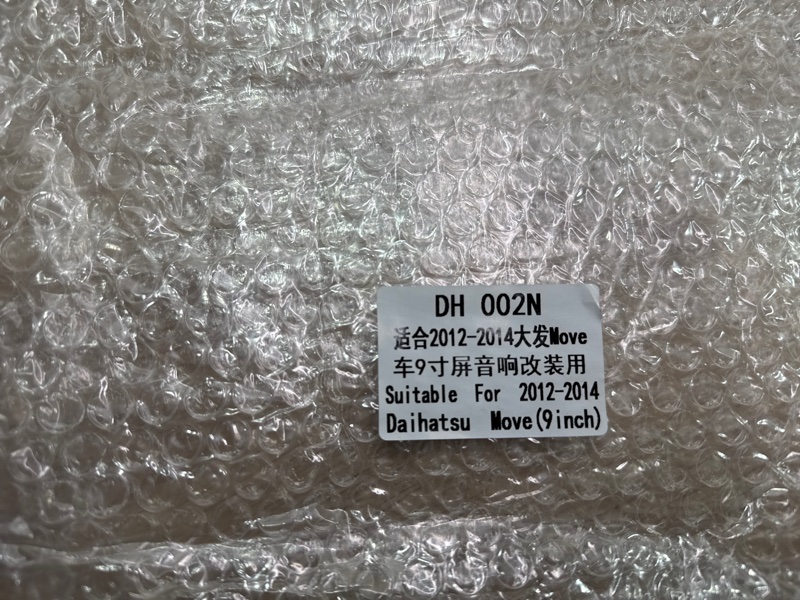 DH 002N
适合2012-2014大发Move
车9寸屏音响改装用
Suitable For 2012-2014
Daihatsu Move(9inch)